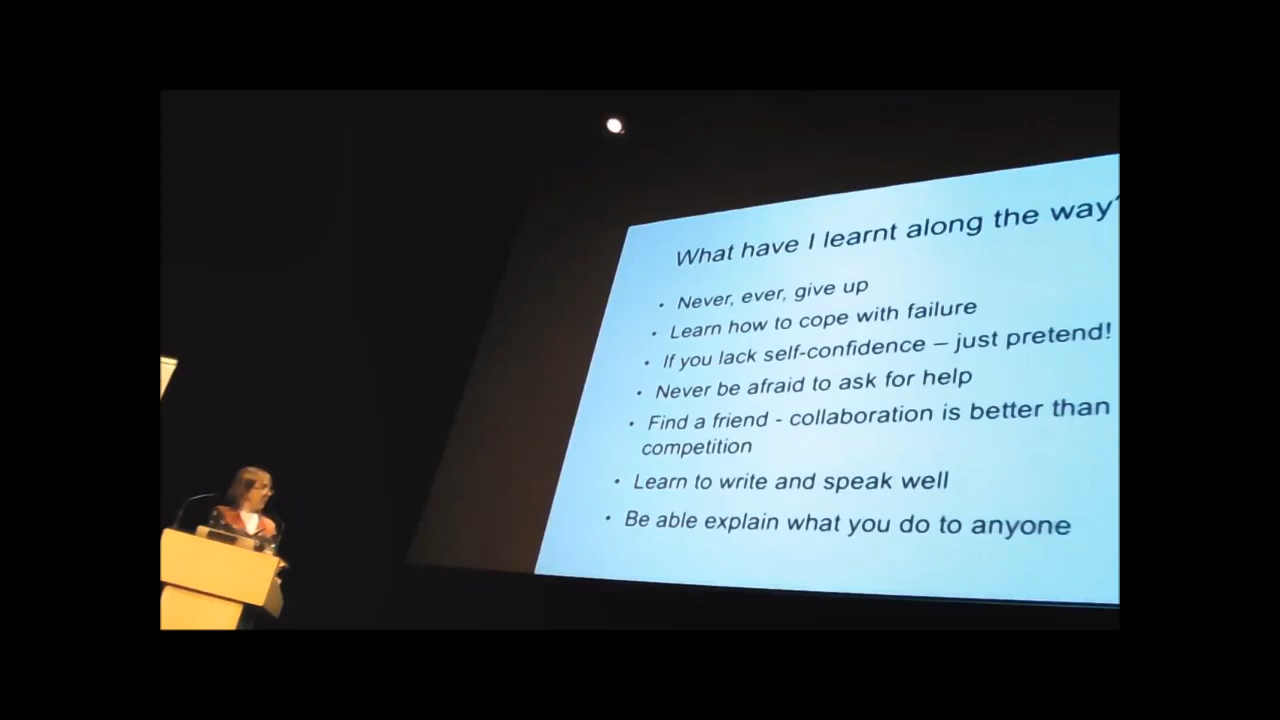 What have I learnt along the way?
• Never, ever, give up
• Learn how to cope with failure
• If you lack self-confidence – just pretend!
• Never be afraid to ask for help
• Find a friend - collaboration is better than
competition
• Learn to write and speak well
• Be able explain what you do to anyone